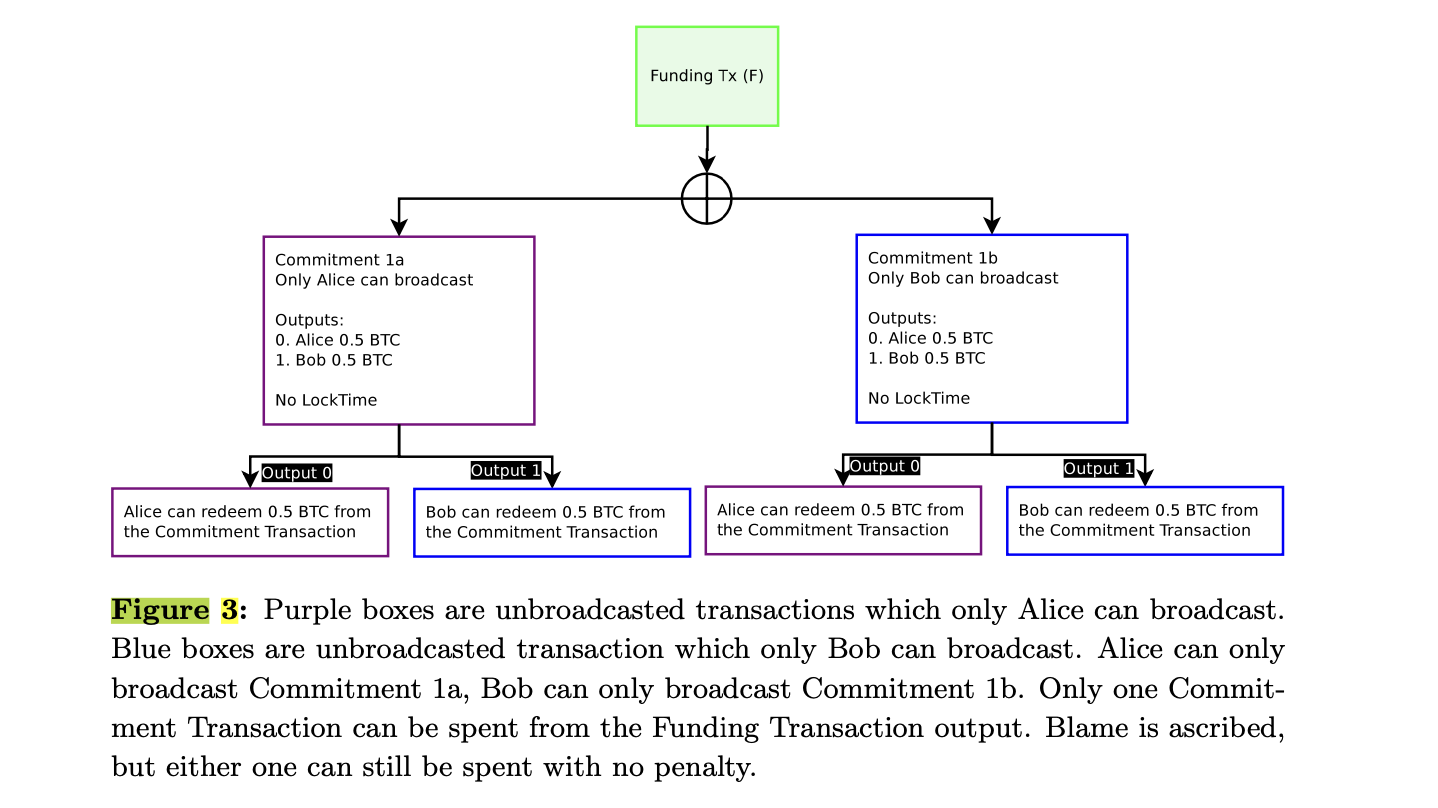 Funding Tx (F)
Commitment 1a
Only Alice can broadcast
Outputs:
0. Alice 0.5 BTC
1. Bob 0.5 BTC
No LockTime
Commitment 1b
Only Bob can broadcast
Outputs:
0. Alice 0.5 BTC
1. Bob 0.5 BTC
No LockTime
Output 0
Output 1
Output 0
Output 1
Alice can redeem 0.5 BTC from
the Commitment Transaction
Bob can redeem 0.5 BTC from
the Commitment Transaction
Alice can redeem 0.5 BTC from
the Commitment Transaction
Bob can redeem 0.5 BTC from
the Commitment Transaction
Figure 3: Purple boxes are unbroadcasted transactions which only Alice can broadcast.
Blue boxes are unbroadcasted transaction which only Bob can broadcast. Alice can only
broadcast Commitment 1a, Bob can only broadcast Commitment 1b. Only one Commit-
ment Transaction can be spent from the Funding Transaction output. Blame is ascribed,
but either one can still be spent with no penalty.